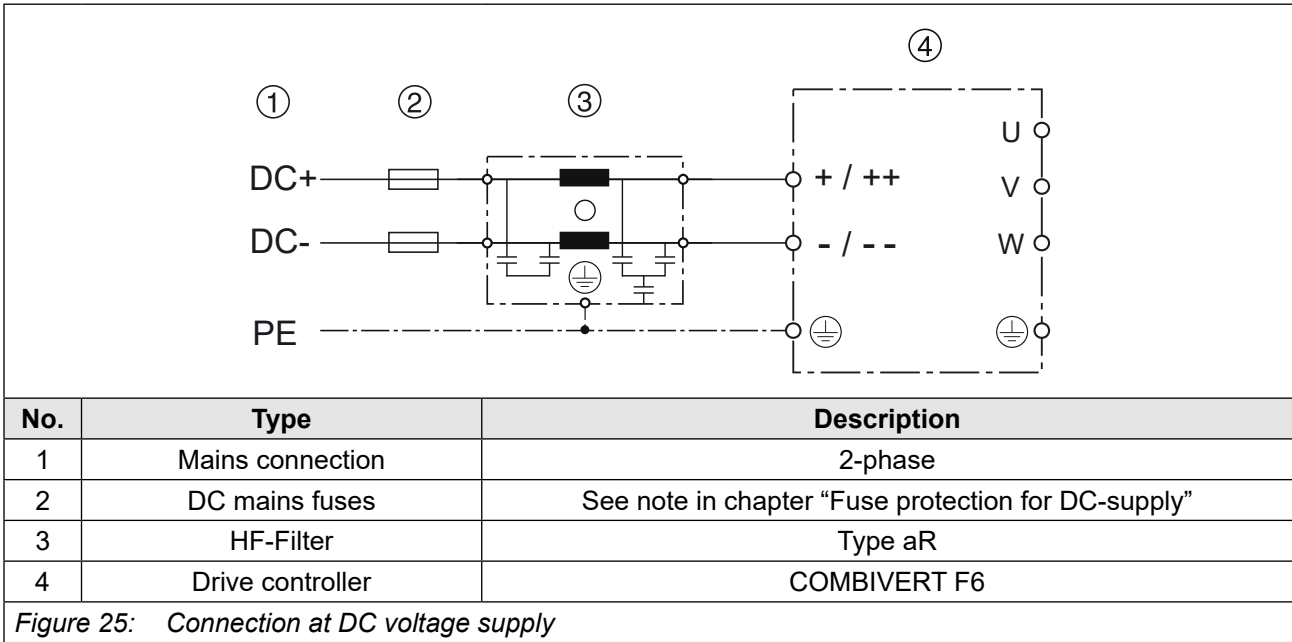 ④
① ② ③
U
DC+ + / ++
V
DC- - / - - W
PE
No. Type Description
1 Mains connection 2-phase
2 DC mains fuses See note in chapter “Fuse protection for DC-supply”
3 HF-Filter Type aR
4 Drive controller COMBIVERT F6
Figure 25: Connection at DC voltage supply